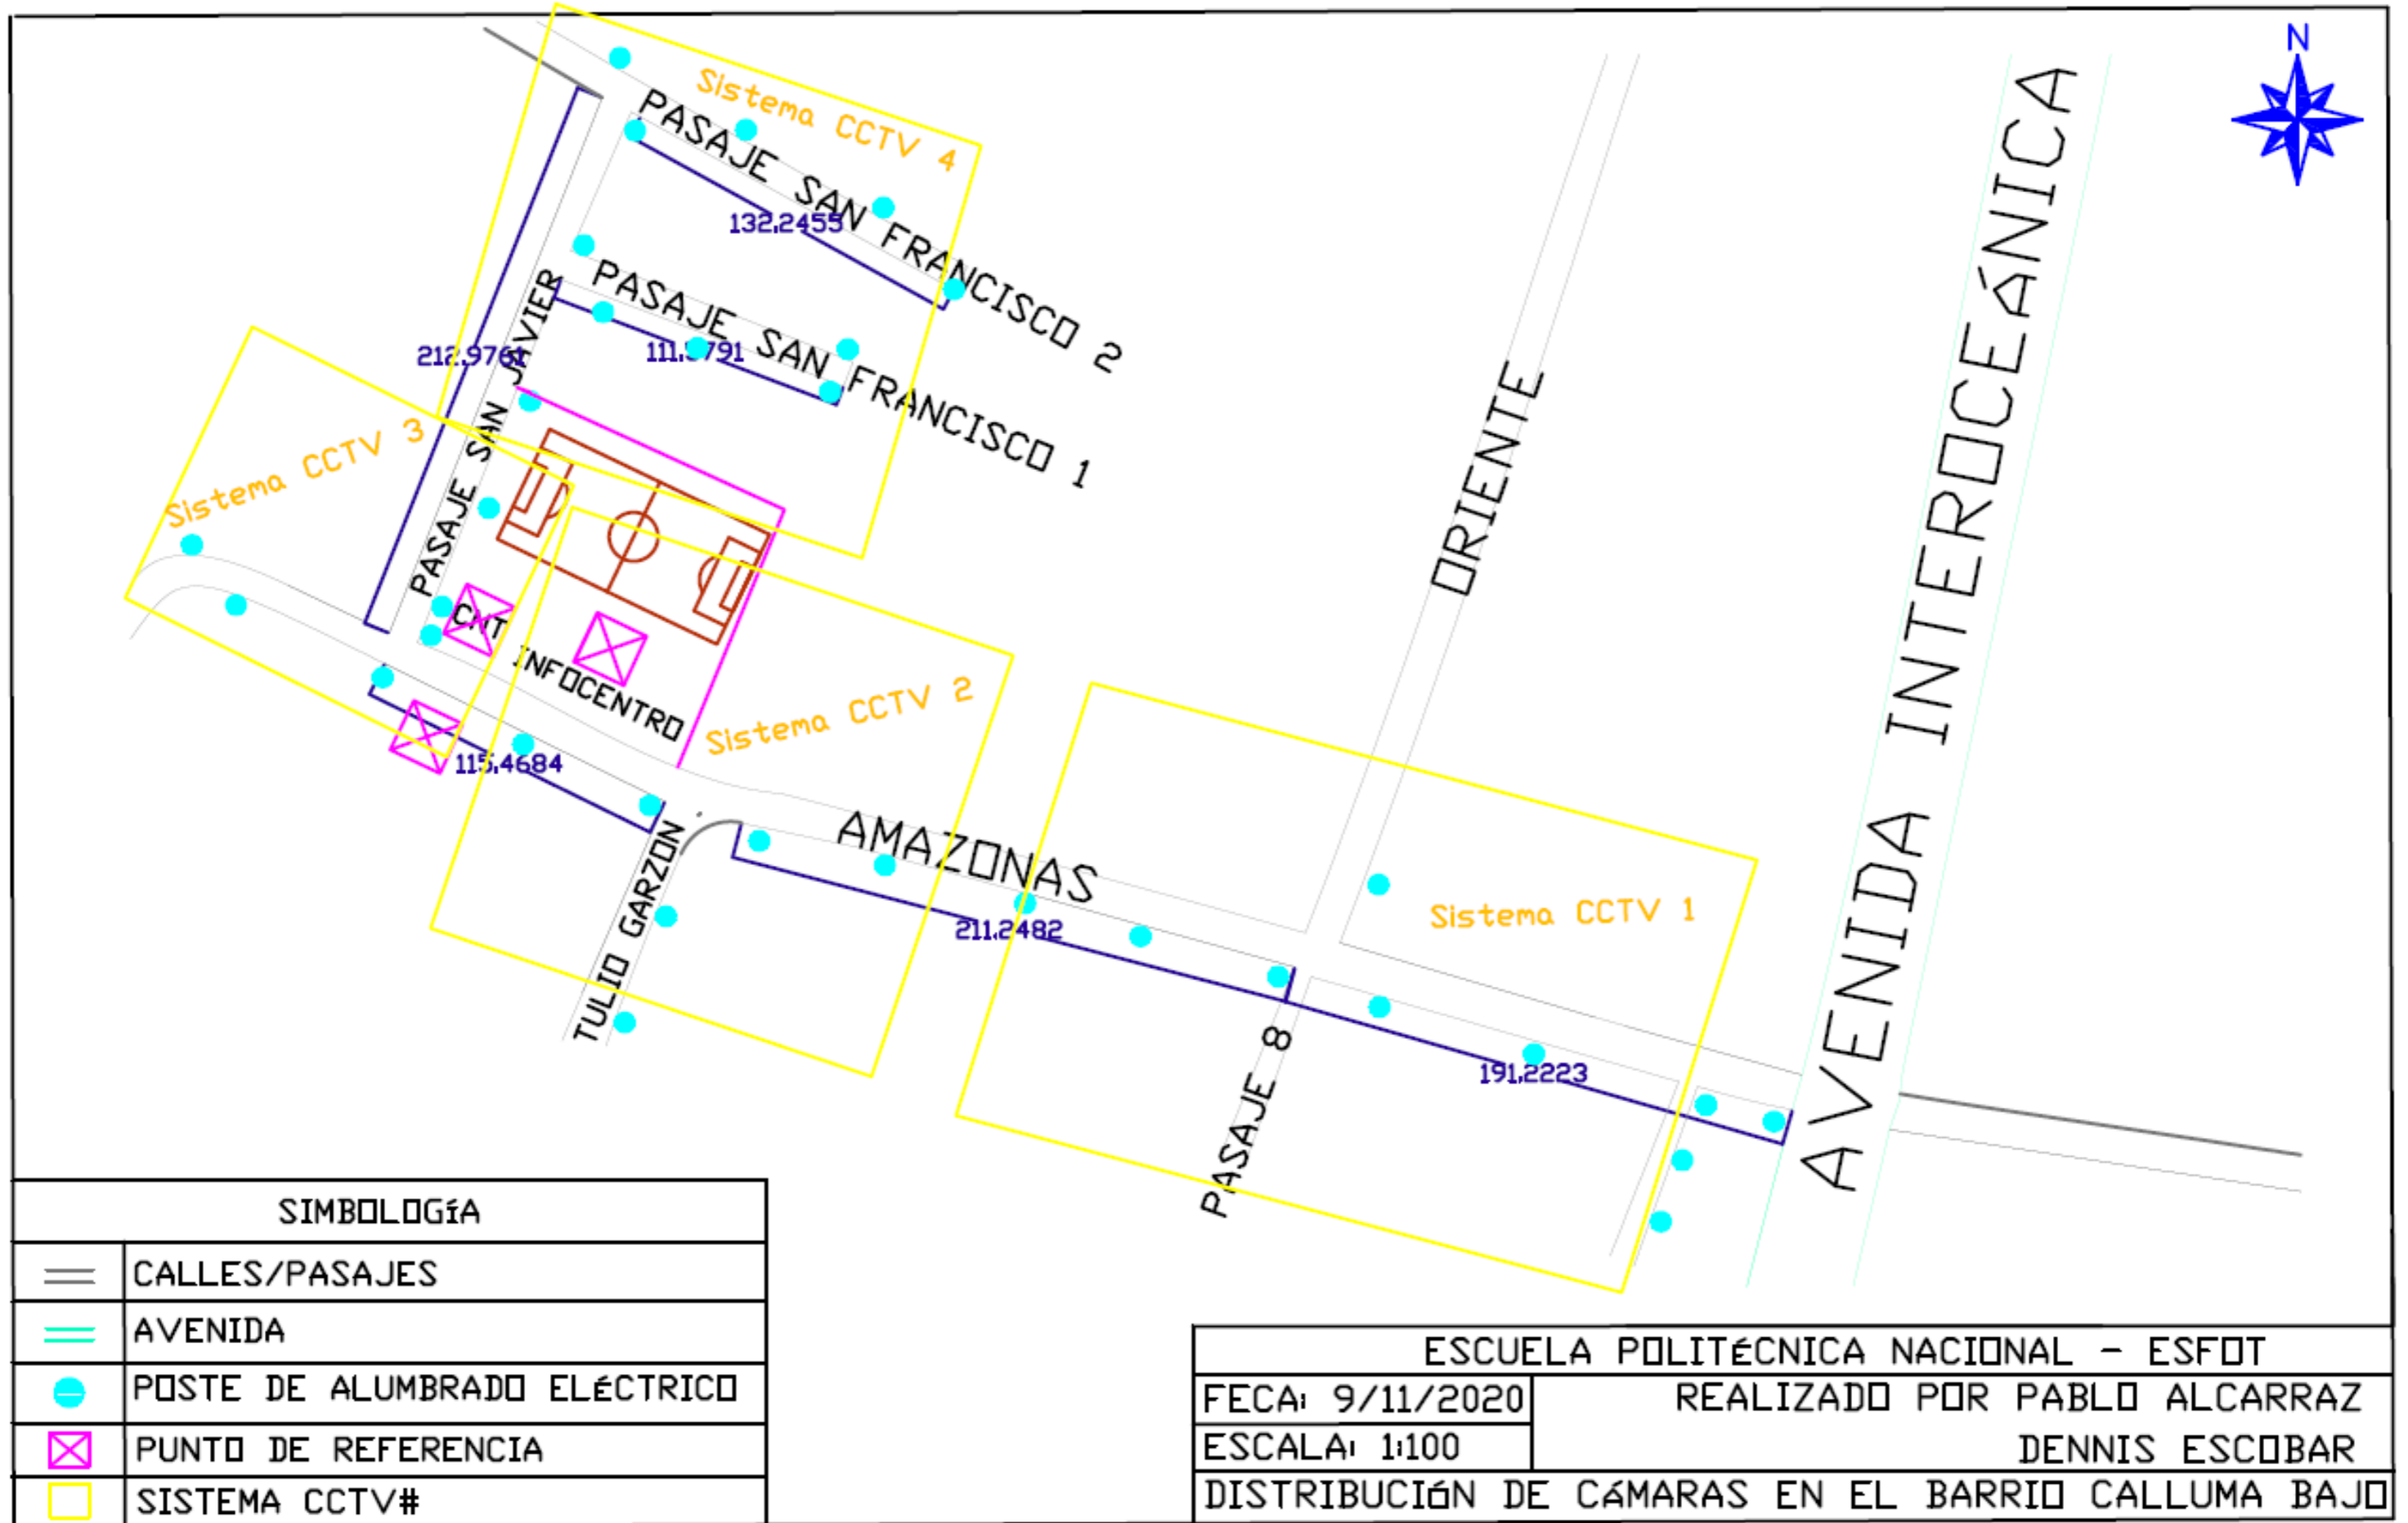 N
Sistema CCTV 4
PASAJE SAN FRANCISCO 2
132,2455
PASAJE SAN FRANCISCO 1
212,9761
PASAJE SAN JAVIER
Sistema CCTV 3
CNT
INFOCENTRO
115,4684
Sistema CCTV 2
TULIO GARZON
AMAZONAS
211,2482
ORIENTE
Sistema CCTV 1
PASAJE 8
191,2223
AVENIDA INTEROCEÁNICA
SIMBOLOGíA
CALLES/PASAJES
AVENIDA
POSTE DE ALUMBRADO ELéCTRICO
PUNTO DE REFERENCIA
SISTEMA CCTV#
ESCUELA POLITéCNICA NACIONAL - ESFOT
FECA: 9/11/2020
REALIZADO POR PABLO ALCARRAZ
ESCALA: 1:100
DENNIS ESCOBAR
DISTRIBUCIóN DE CáMARAS EN EL BARRIO CALLUMA BAJO